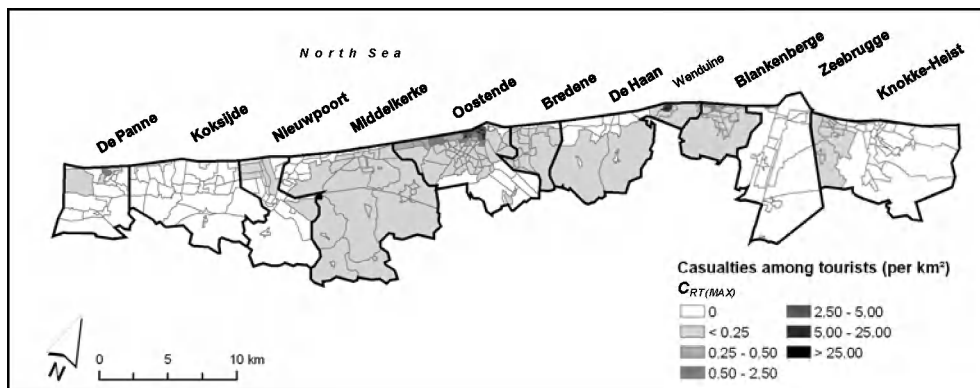 North Sea
De Panne
Koksijde
Nieuwpoort
Middelkerke
Oostende
Bredene
De Haan
Wenduine
Blankenberge
Zeebrugge
Knokke-Heist
Casualties among tourists (per km²)
CRT(MAX)
0
< 0,25
0,25 - 0,50
0,50 - 2,50
2,50 - 5,00
5,00 - 25,00
> 25,00
N
0 5 10 km